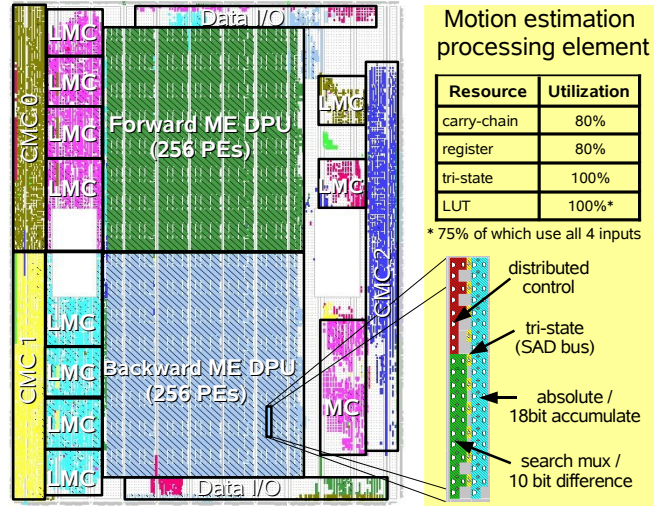 Data I/O
CMC 0
LMC
LMC
LMC
LMC
Forward ME DPU
(256 PEs)
LMC
LMC
CMC 2
CMC 1
LMC
LMC
LMC
LMC
Backward ME DPU
(256 PEs)
MC
Data I/O
Motion estimation
processing element
Resource Utilization
carry-chain 80%
register 80%
tri-state 100%
LUT 100%*
* 75% of which use all 4 inputs
distributed
control
tri-state
(SAD bus)
absolute /
18bit accumulate
search mux /
10 bit difference